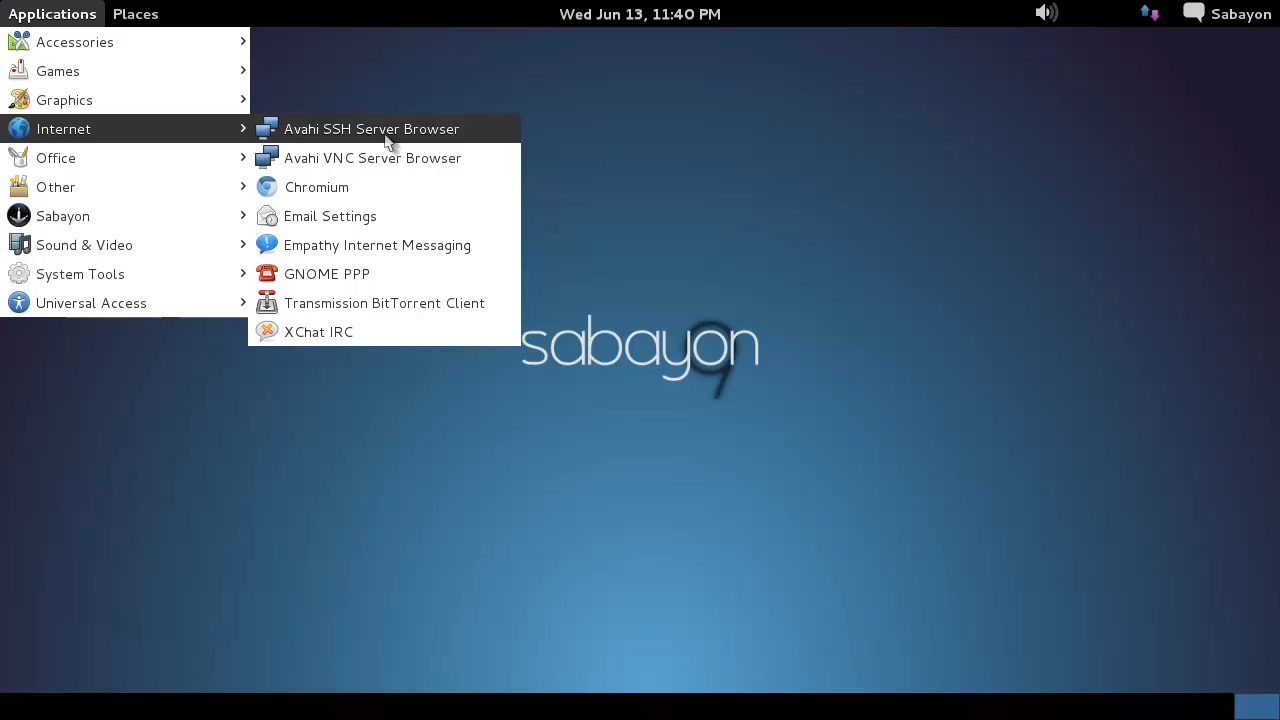 Applications Places Wed Jun 13, 11:40 PM Sabayon
Accessories
Games
Graphics
Internet
Office
Other
Sabayon
Sound & Video
System Tools
Universal Access
Avahi SSH Server Browser
Avahi VNC Server Browser
Chromium
Email Settings
Empathy Internet Messaging
GNOME PPP
Transmission BitTorrent Client
XChat IRC
sabayon 9